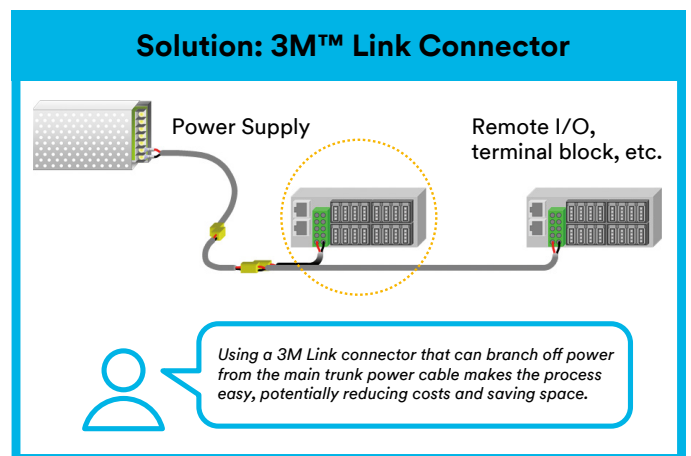 Solution: 3M™ Link Connector
Power Supply
Remote I/O,
terminal block, etc.
Using a 3M Link connector that can branch off power
from the main trunk power cable makes the process
easy, potentially reducing costs and saving space.